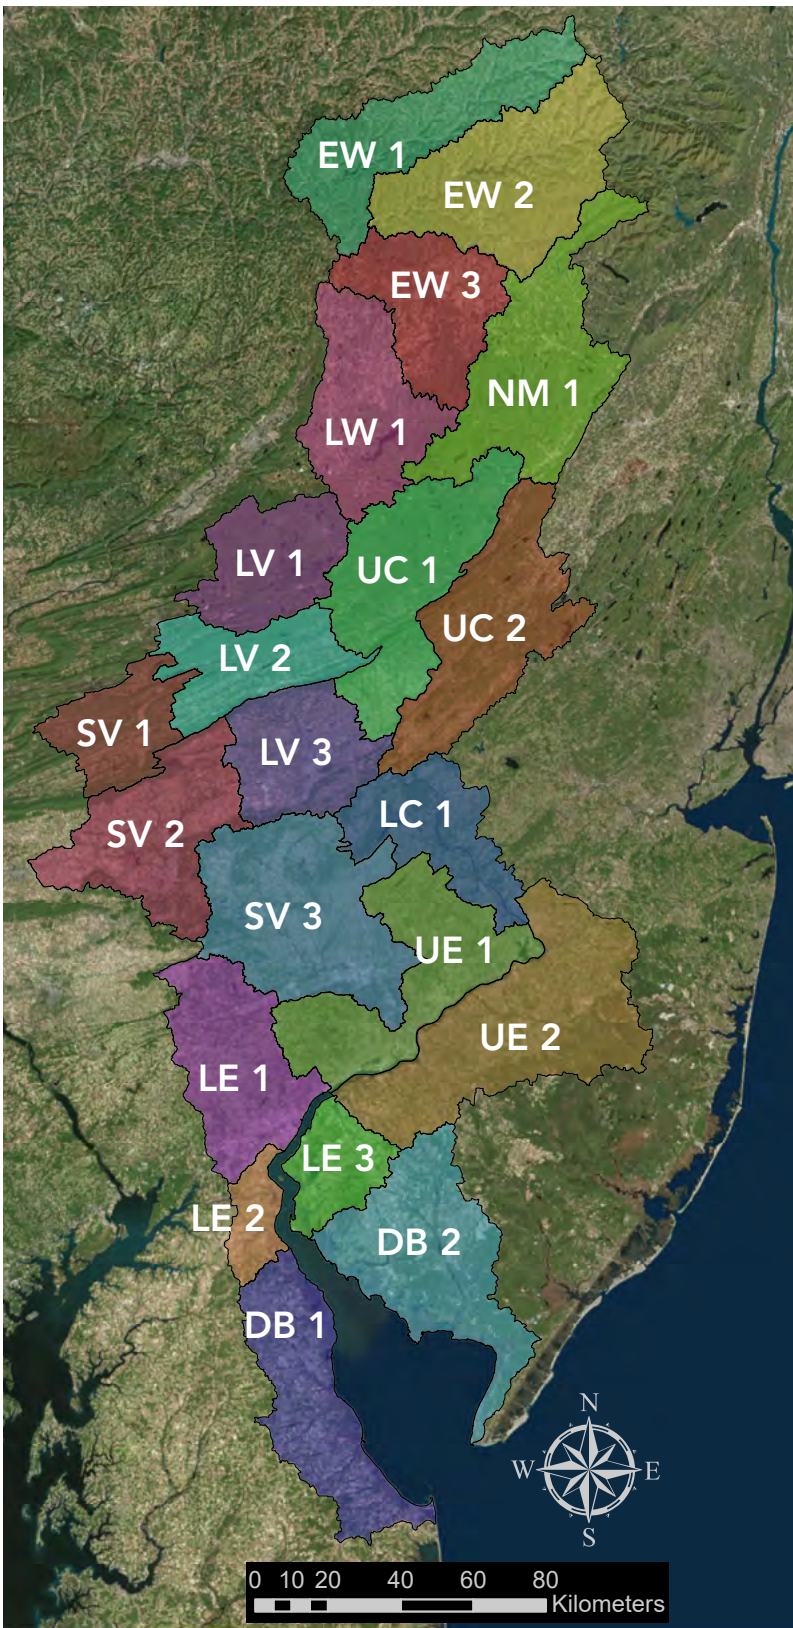 EW 1
EW 2
EW 3
NM 1
LW 1
LV 1
UC 1
UC 2
LV 2
SV 1
LV 3
LC 1
SV 2
SV 3
UE 1
UE 2
LE 1
LE 3
LE 2
DB 2
DB 1
N
W E
S
0 10 20 40 60 80
Kilometers